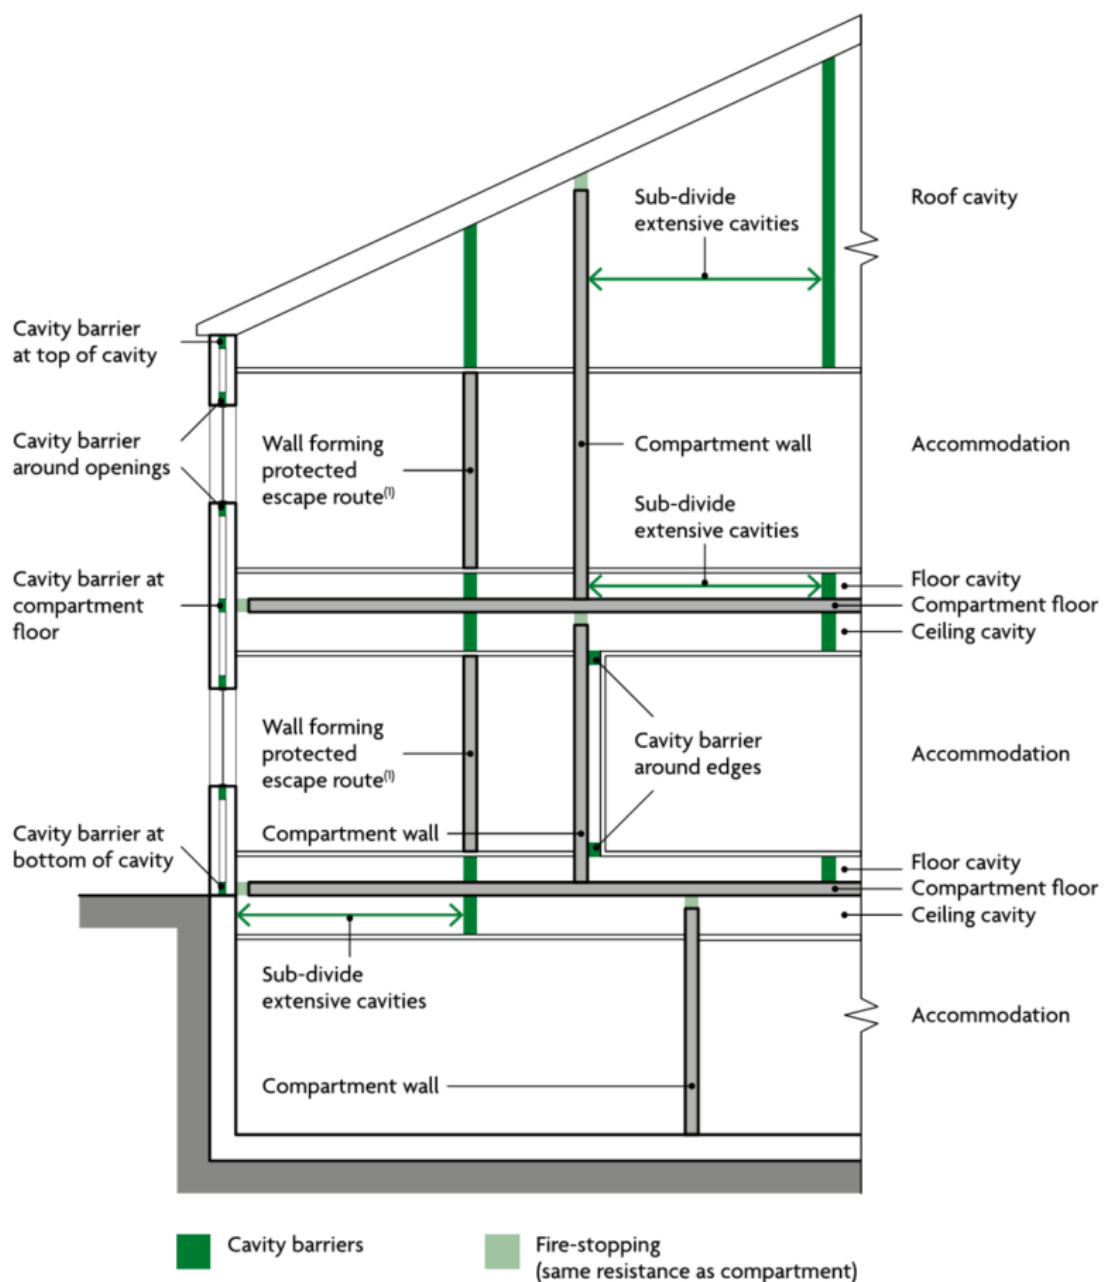 Roof cavity
Sub-divide
extensive cavities
Cavity barrier
at top of cavity
Cavity barrier
around openings
Wall forming
protected
escape route(1)
Compartment wall
Accommodation
Sub-divide
extensive cavities
Cavity barrier at
compartment
floor
Floor cavity
Compartment floor
Ceiling cavity
Wall forming
protected
escape route(1)
Cavity barrier
around edges
Accommodation
Cavity barrier at
bottom of cavity
Compartment wall
Floor cavity
Compartment floor
Ceiling cavity
Sub-divide
extensive cavities
Accommodation
Compartment wall
Cavity barriers
Fire-stopping
(same resistance as compartment)